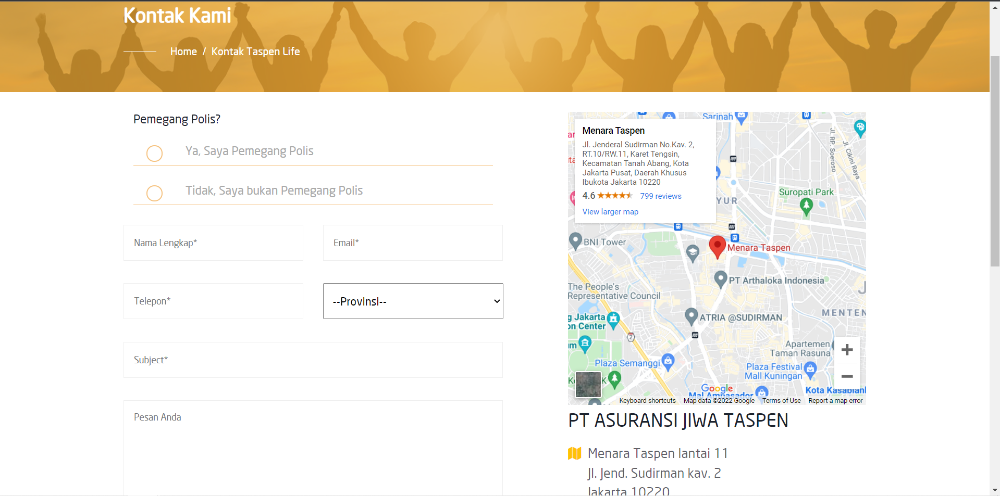 Kontak Kami
Home / Kontak Taspen Life
Pemegang Polis?
Ya, Saya Pemegang Polis
Tidak, Saya bukan Pemegang Polis
Nama Lengkap*
Email*
Telepon*
--Provinsi--
Subject*
Pesan Anda
Menara Taspen
Jl. Jenderal Sudirman No.Kav. 2,
RT.10/RW.11, Karet Tengsin,
Kecamatan Tanah Abang, Kota
Jakarta Pusat, Daerah Khusus
Ibukota Jakarta 10220
4.6
799 reviews
View larger map
Sarinah
Jl. RP. Soeroso
Jl. Cikini Raya
YUR
Suropati Park
BNI Tower
Menara Taspen
PT Arthaloka Indonesia
The People's
Representative Council
g Jakarta
on Center
ATRIA @SUDIRMAN
MENTEN
2
um
Apartemen
Taman Rasuna
Plaza Semanggi
Plaza Festival
Mall Kuningan
K
Google
Mal Ambasador
Kota Kasablank
Keyboard shortcuts
Map data ©2022 Google
Terms of Use
Report a map error
PT ASURANSI JIWA TASPEN
Menara Taspen lantai 11
Jl. Jend. Sudirman kav. 2
Jakarta 10220